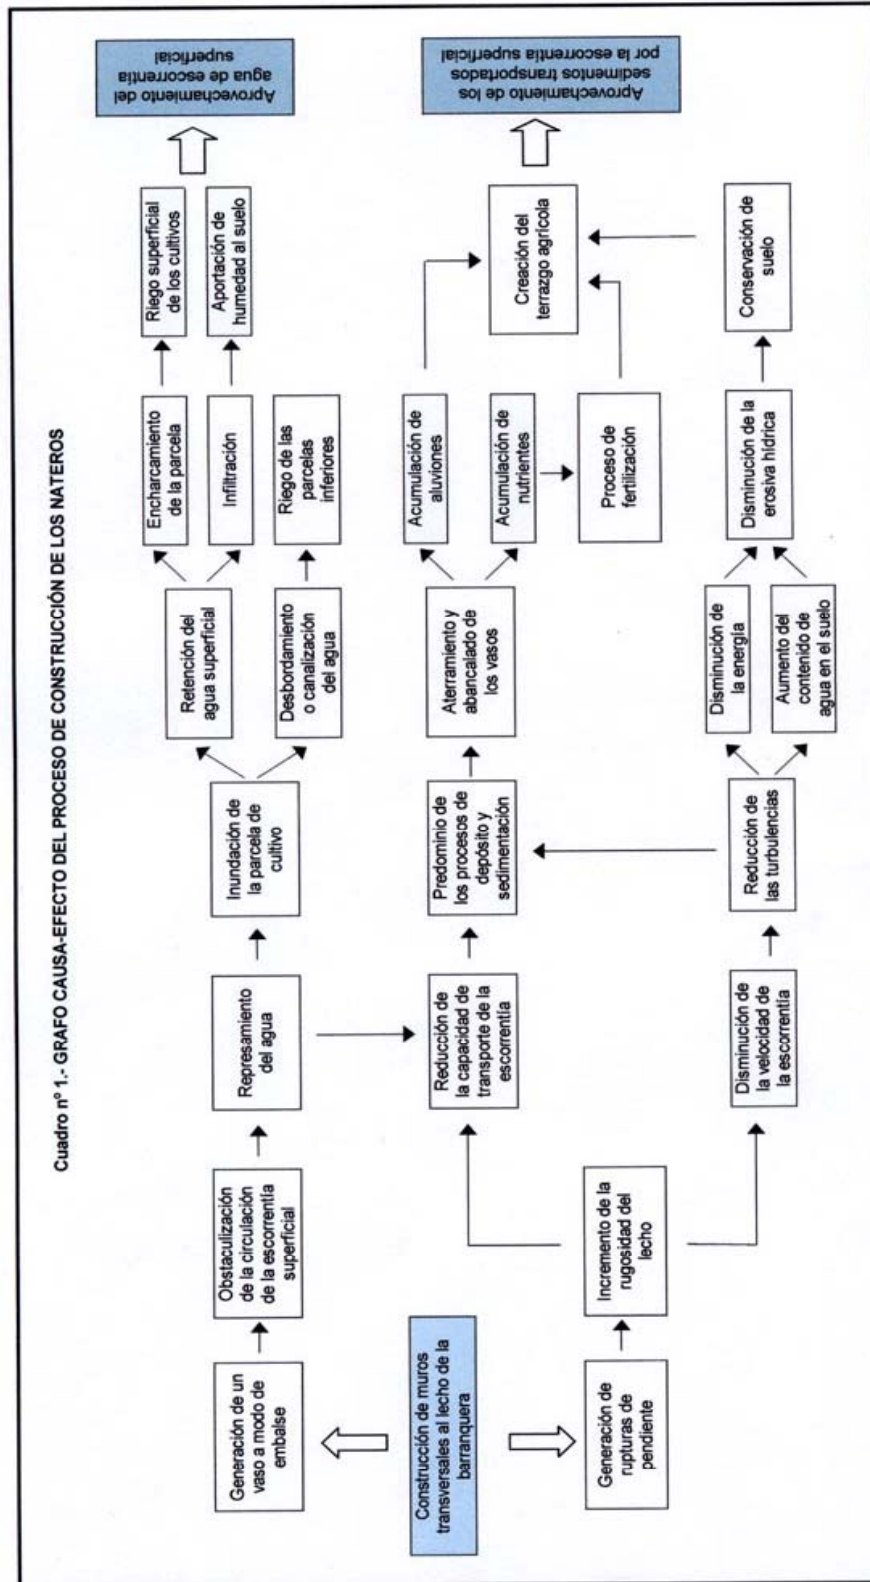 Cuadro nº 1.- GRAFO CAUSA-EFECTO DEL PROCESO DE CONSTRUCCIÓN DE LOS NATEROS
Construcción de muros
transversales al lecho de la
barranquera
Generación de un
vaso a modo de
embalse
Obstaculización
de la circulación
de la escorrentía
superficial
Represamiento
del agua
Inundación de
la parcela de
cultivo
Retención del
agua superficial
Desbordamiento
o canalización
del agua
Encharcamiento
de la parcela
Infiltración
Riego de las
parcelas
inferiores
Riego superficial
de los cultivos
Aportación de
humedad al suelo
Aprovechamiento del
agua de escorrentía
superficial
Reducción de
la capacidad de
transporte de la
escorrentía
Predominio de
los procesos de
depósito y
sedimentación
Aterramiento y
abancalado de
los vasos
Acumulación de
aluviones
Acumulación de
nutrientes
Proceso de
fertilización
Creación del
terrazgo agrícola
Aprovechamiento de los
sedimentos transportados
por la escorrentía superficial
Generación de
rupturas de
pendiente
Incremento de la
rugosidad del
lecho
Disminución de
la velocidad de
la escorrentía
Reducción de
las turbulencias
Disminución de
la energía
Aumento del
contenido de
agua en el suelo
Disminución de la
erosiva hídrica
Conservación de
suelo